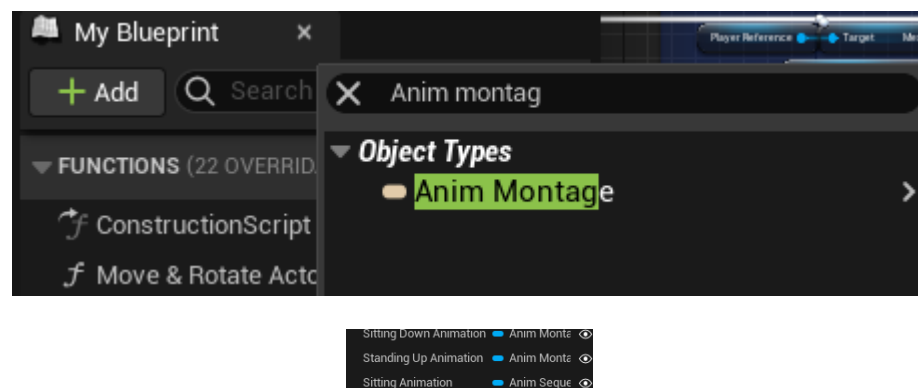 My Blueprint
Player Reference
Target
Add
Search
Anim montag
FUNCTIONS (22 OVERRID
Object Types
Anim Montage
ConstructionScript
Move & Rotate Acto
Sitting Down Animation Anim Monta
Standing Up Animation Anim Monta
Sitting Animation Anim Seque